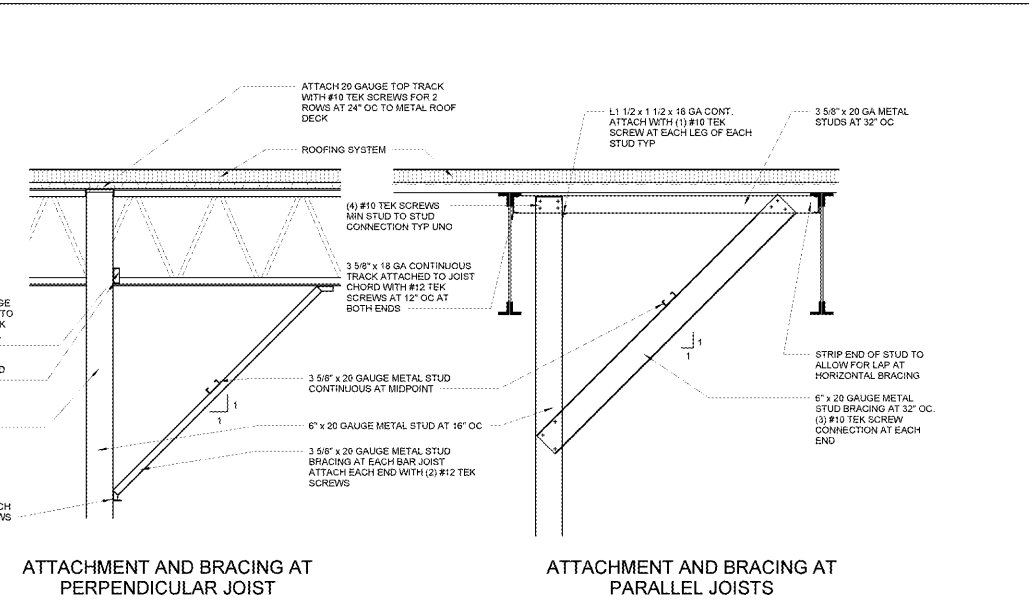 ATTACH 20 GAUGE TOP TRACK
WITH #10 TEK SCREWS FOR 2
ROWS AT 24" OC TO METAL ROOF
DECK
ROOFING SYSTEM
L1 1/2 x 1 1/2 x 16 GA CONT.
ATTACH WITH (1) #10 TEK
SCREW AT EACH LEG OF EACH
STUD TYP
3 5/8" x 20 GA METAL
STUDS AT 32" OC
(4) #10 TEK SCREWS
MIN STUD TO STUD
CONNECTION TYP UNO
3 5/8" x 18 GA CONTINUOUS
TRACK ATTACHED TO JOIST
CHORD WITH #12 TEK
SCREWS AT 12" OC AT
BOTH ENDS
GE
TO
K
D
3 5/8" x 20 GAUGE METAL STUD
CONTINUOUS AT MIDPOINT
6" x 20 GAUGE METAL STUD AT 16" OC
3 5/8" x 20 GAUGE METAL STUD
BRACING AT EACH BAR JOIST
ATTACH EACH END WITH (2) #12 TEK
SCREWS
CH
WS
1
1
1
1
STRIP END OF STUD TO
ALLOW FOR LAP AT
HORIZONTAL BRACING
6" x 20 GAUGE METAL
STUD BRACING AT 32" OC.
(3) #10 TEK SCREW
CONNECTION AT EACH
END
ATTACHMENT AND BRACING AT
PERPENDICULAR JOIST
ATTACHMENT AND BRACING AT
PARALLEL JOISTS